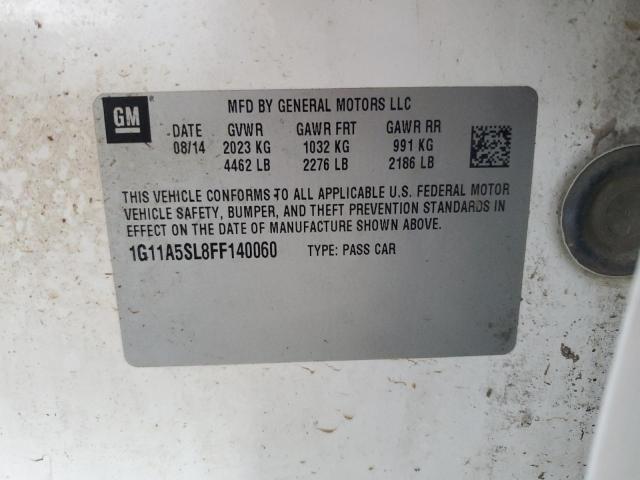 GM
MFD BY GENERAL MOTORS LLC
DATE GVWR GAWR FRT GAWR RR
08/14 2023 KG 1032 KG 991 KG
4462 LB 2276 LB 2186 LB
THIS VEHICLE CONFORMS TO ALL APPLICABLE U.S. FEDERAL MOTOR
VEHICLE SAFETY, BUMPER, AND THEFT PREVENTION STANDARDS IN
EFFECT ON THE DATE OF MANUFACTURE SHOWN ABOVE.
1G11A5SL8FF140060 TYPE: PASS CAR